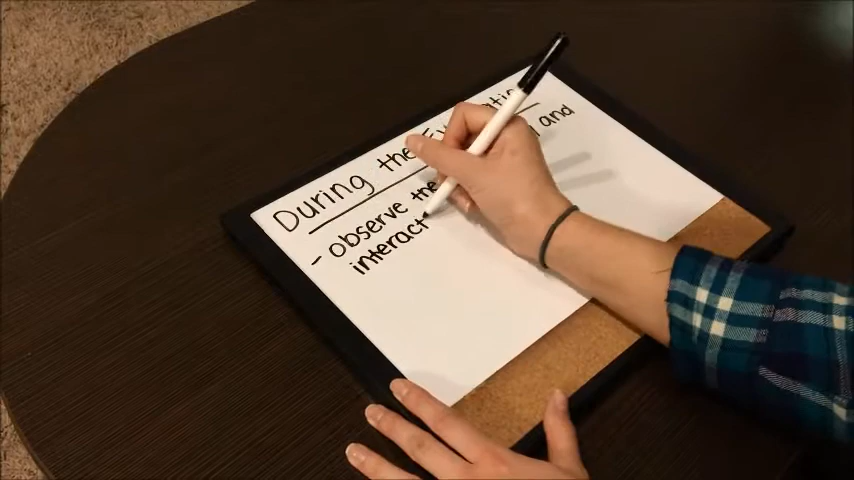 During the
- observe the and
interact